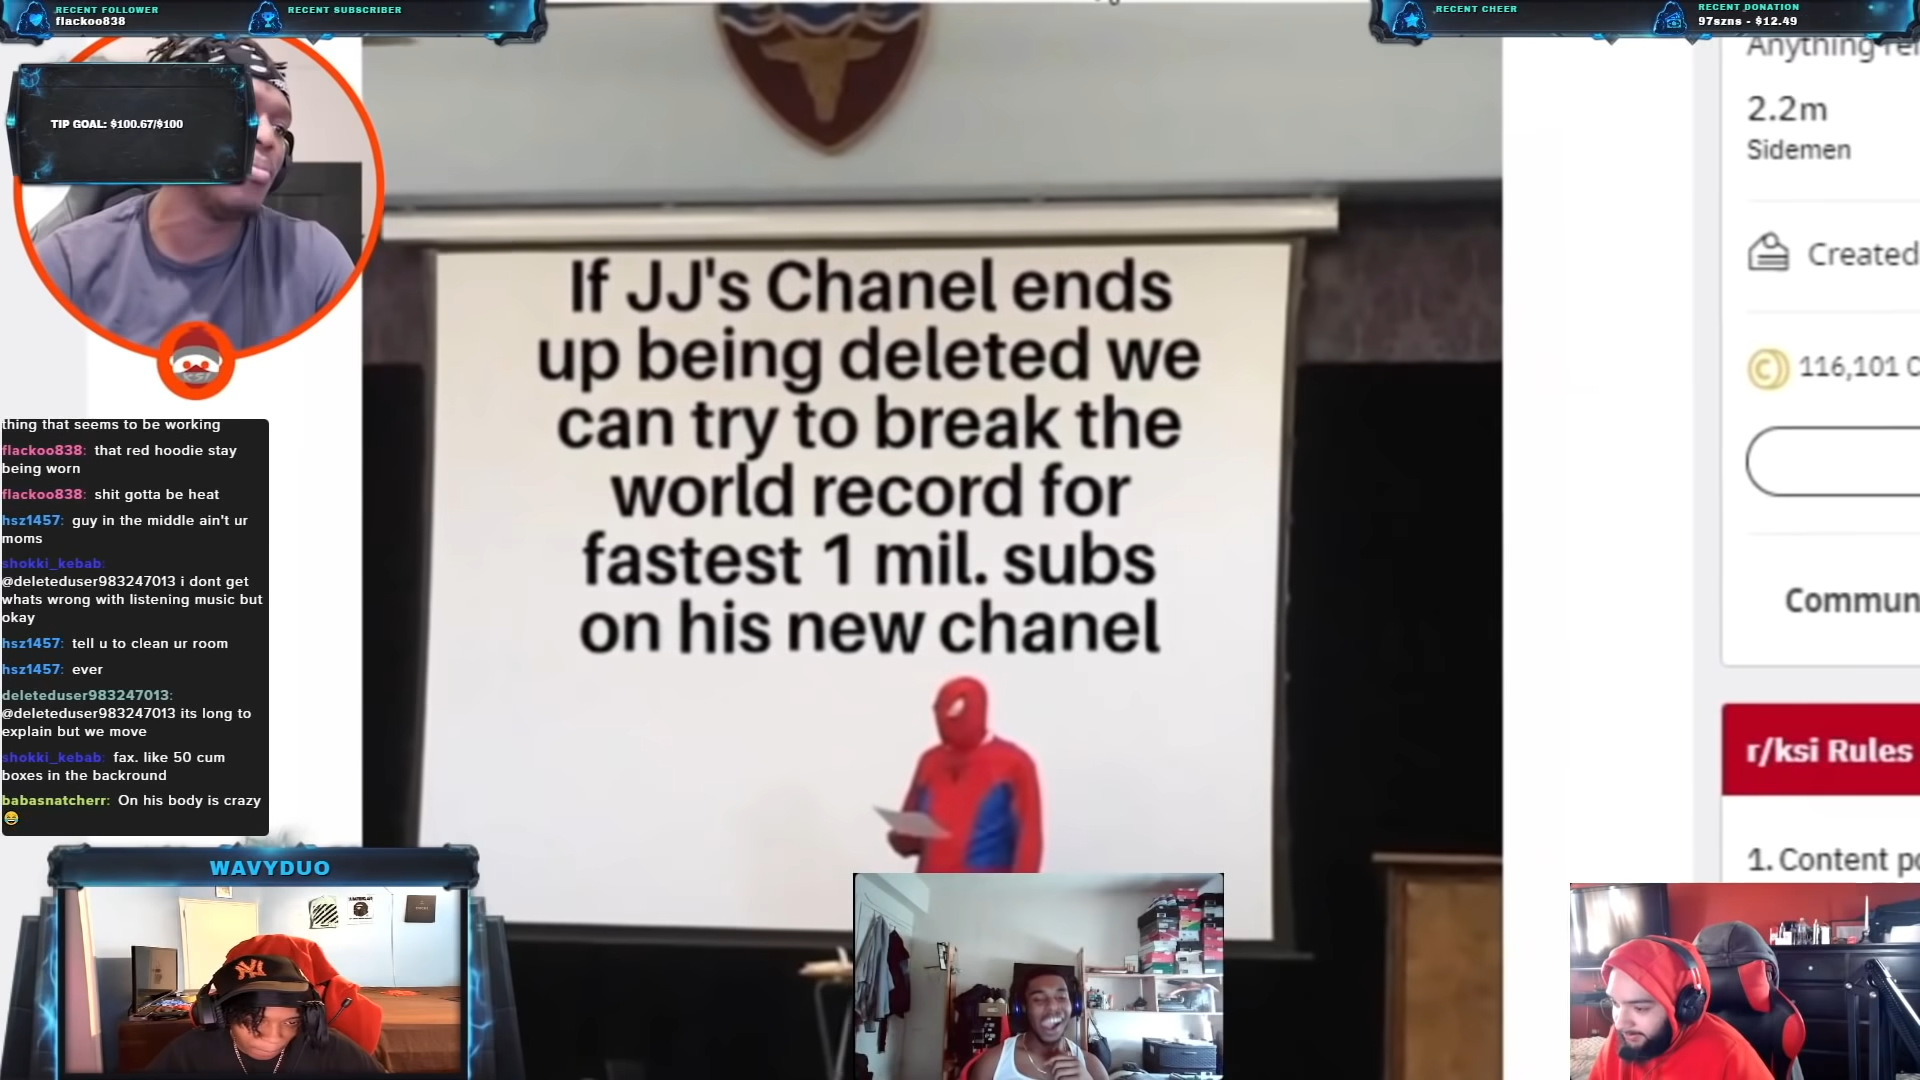 RECENT FOLLOWER
flackoo838
RECENT SUBSCRIBER
RECENT CHEER
RECENT DONATION
97szns - $12.49
TIP GOAL: $100.67/$100
If JJ's Chanel ends
up being deleted we
can try to break the
world record for
fastest 1 mil. subs
on his new chanel
2.2m
Sidemen
Created
116,101 C
Commun
r/ksi Rules
1. Content po
thing that seems to be working
flackoo838: that red hoodie stay
being worn
flackoo838: shit gotta be heat
hsz1457: guy in the middle ain't ur
moms
shokki_kebab:
@deleteduser983247013 i dont get
whats wrong with listening music but
okay
hsz1457: tell u to clean ur room
hsz1457: ever
deleteduser983247013:
@deleteduser983247013 its long to
explain but we move
shokki_kebab: fax. like 50 cum
boxes in the backround
babasnatcherr: On his body is crazy
😂
WAVYDUO